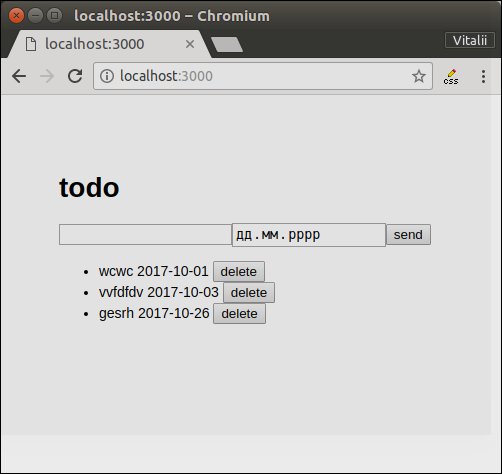 localhost:3000 – Chromium
localhost:3000
Vitalii
localhost:3000
css
todo
дд.мм.рррр
send
wcwc 2017-10-01 delete
vvfdfdv 2017-10-03 delete
gesrh 2017-10-26 delete